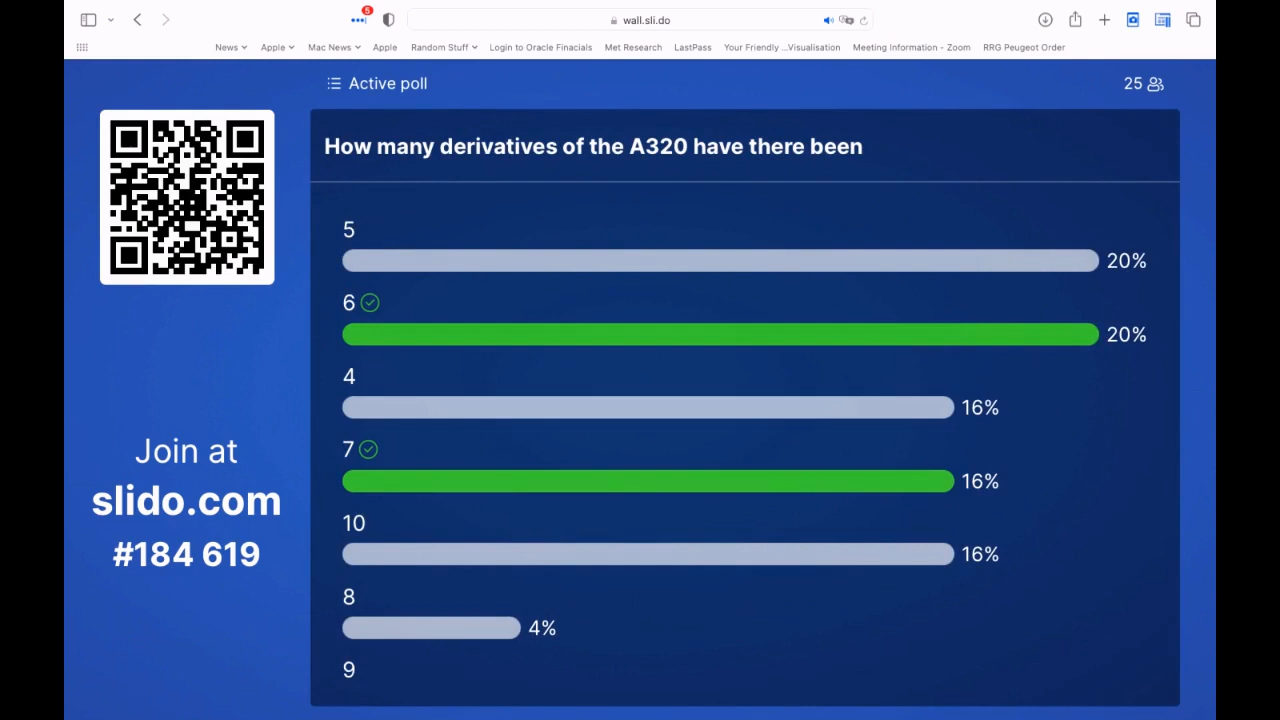 5
wall.sli.do
News
Apple
Mac News
Apple
Random Stuff
Login to Oracle Finacials
Met Research
LastPass
Your Friendly ...Visualisation
Meeting Information - Zoom
RRG Peugeot Order
Active poll
25
How many derivatives of the A320 have there been
5
20%
6
20%
4
16%
7
16%
10
16%
8
4%
9
Join at
slido.com
#184 619